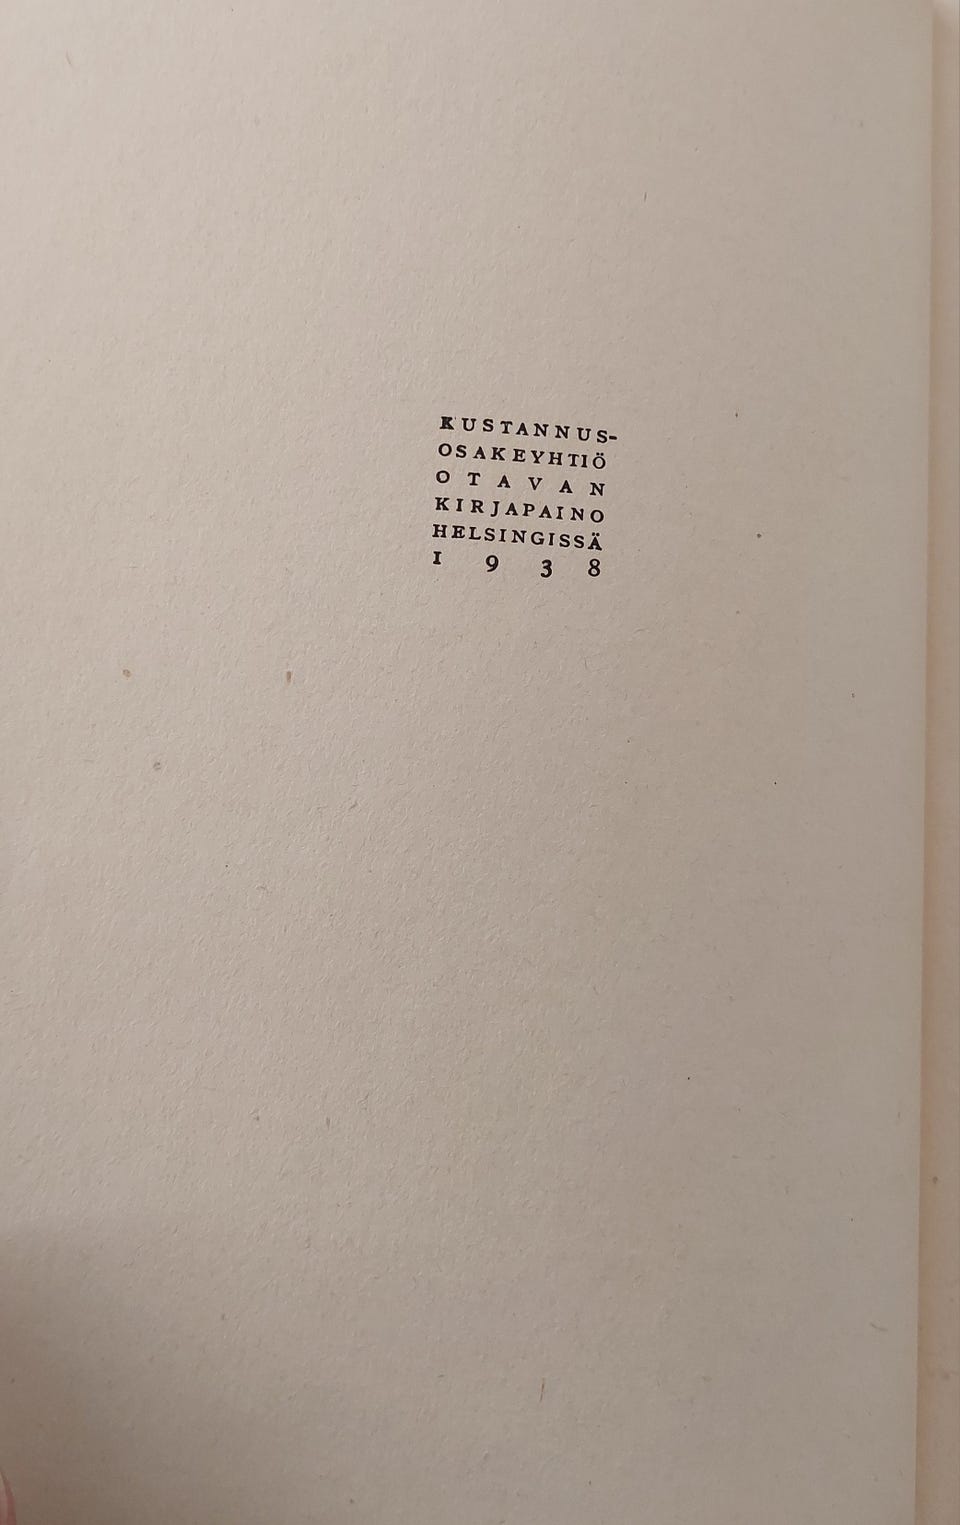 KUSTANNUS-
OSAKEYHTIÖ
OTAVAN
KIRJAPAINO
HELSINGISSÄ
1938